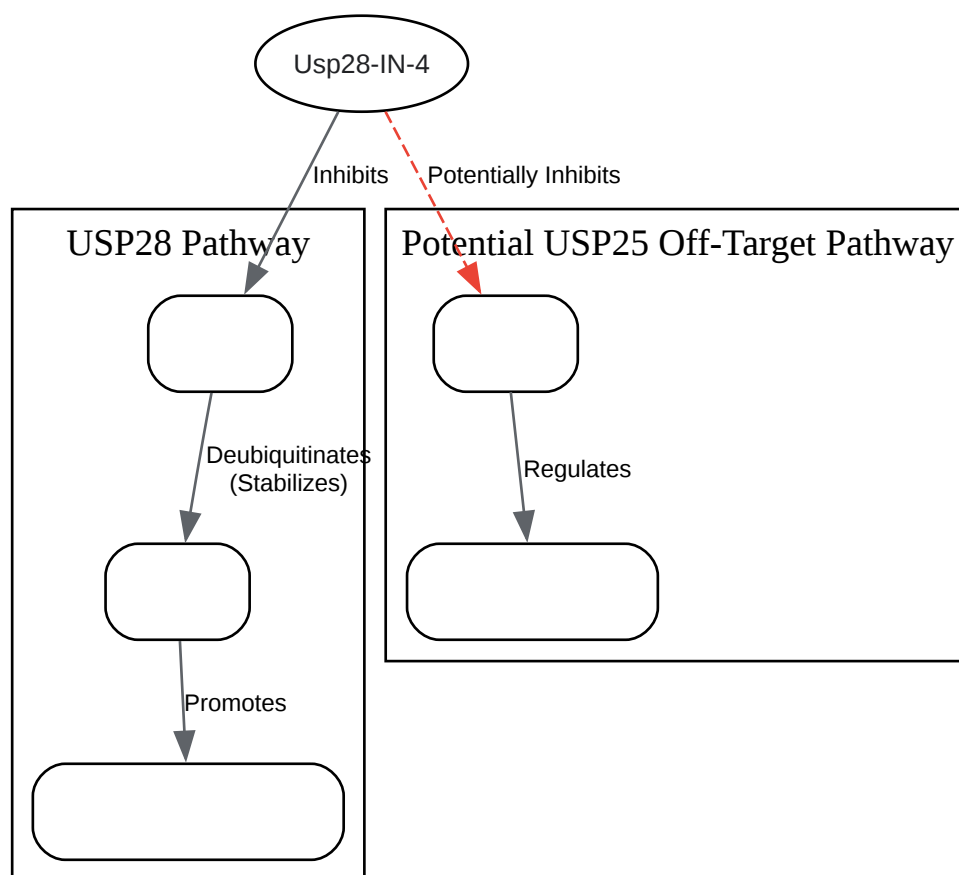 Usp28-IN-4
Inhibits
Potentially Inhibits
USP28 Pathway
Potential USP25 Off-Target Pathway
Deubiquitinates
(Stabilizes)
Regulates
Promotes